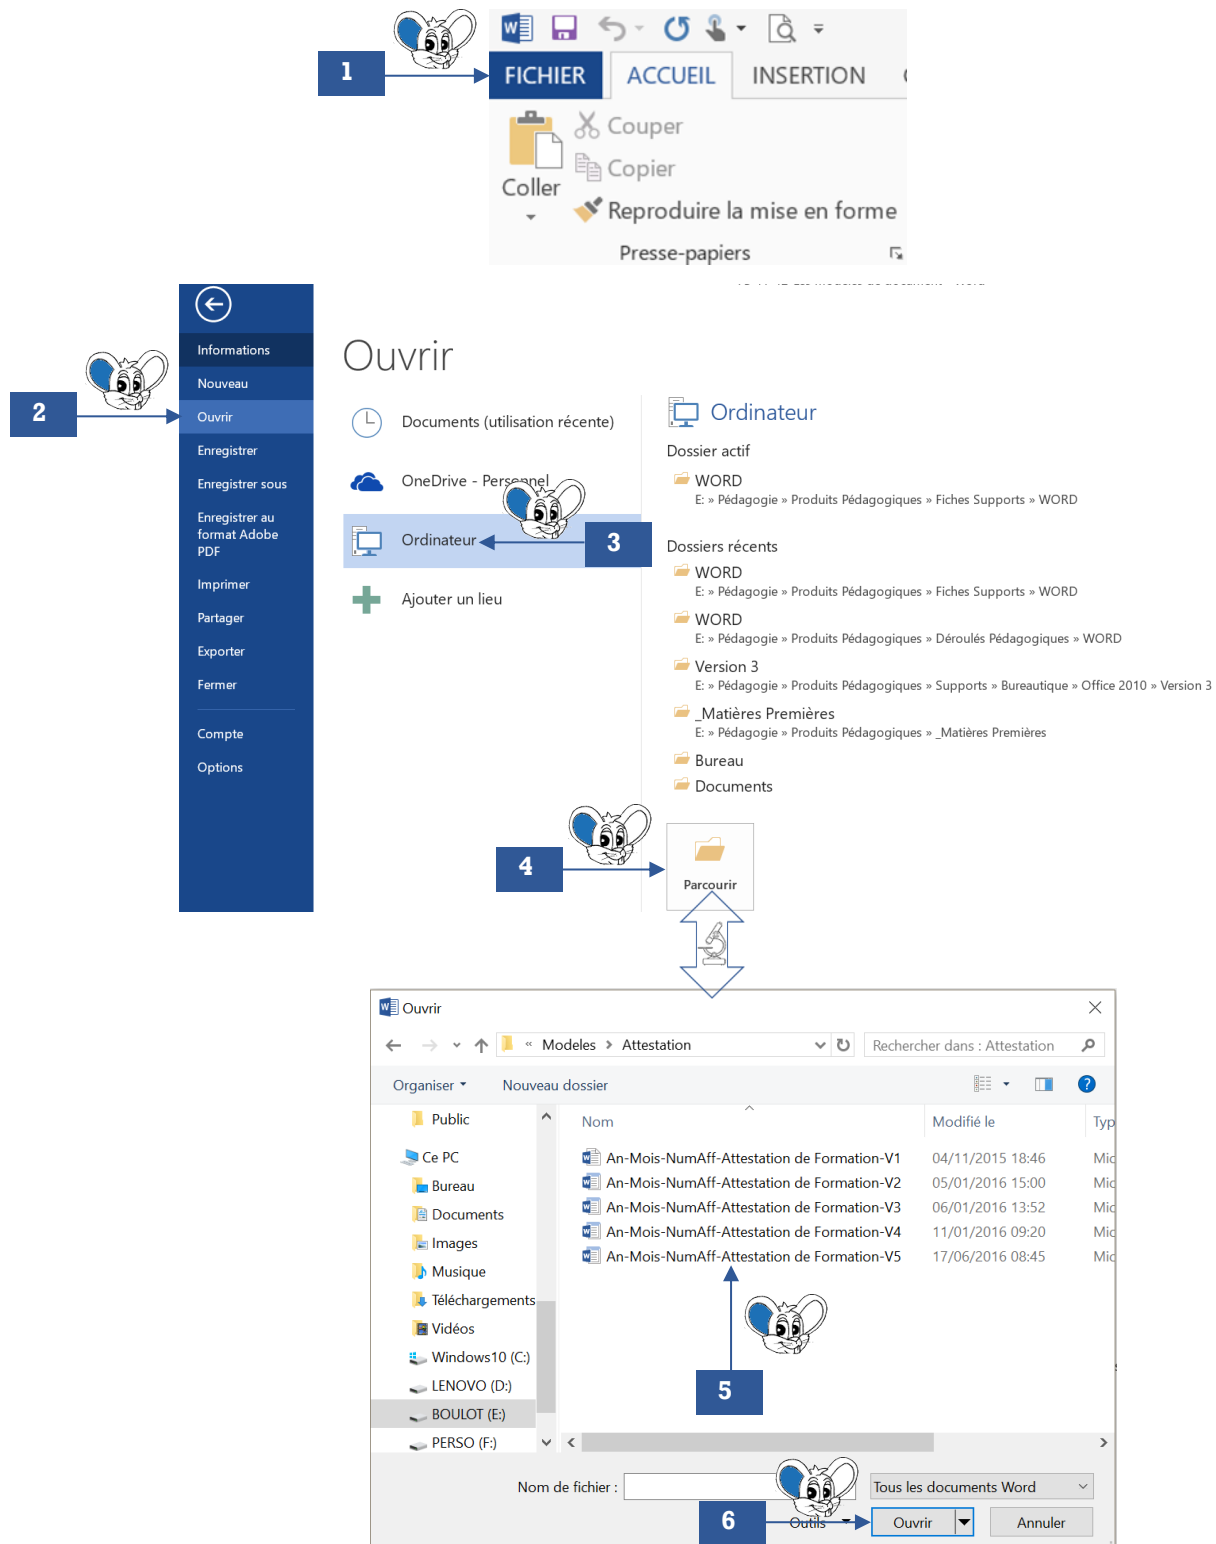 1
FICHIER
ACCUEIL
INSERTION
Couper
Copier
Coller
Reproduire la mise en forme
Presse-papiers
Informations
Nouveau
2
Ouvrir
Enregistrer
Enregistrer sous
Enregistrer au
format Adobe
PDF
Imprimer
Partager
Exporter
Fermer
Compte
Options
Ouvrir
Documents (utilisation récente)
OneDrive - Personnel
Ordinateur
3
Ajouter un lieu
Ordinateur
Dossier actif
WORD
E: » Pédagogie » Produits Pédagogiques » Fiches Supports » WORD
Dossiers récents
WORD
E: » Pédagogie » Produits Pédagogiques » Fiches Supports » WORD
WORD
E: » Pédagogie » Produits Pédagogiques » Déroulés Pédagogiques » WORD
Version 3
E: » Pédagogie » Produits Pédagogiques » Supports » Bureautique » Office 2010 » Version 3
_Matières Premières
E: » Pédagogie » Produits Pédagogiques » _Matières Premières
Bureau
Documents
4
Parcourir
Ouvrir
« Modeles > Attestation
Rechercher dans : Attestation
Organiser
Nouveau dossier
Public
Ce PC
Bureau
Documents
Images
Musique
Téléchargements
Vidéos
Windows10 (C:)
LENOVO (D:)
BOULOT (E:)
PERSO (F:)
Nom Modifié le Typ
An-Mois-NumAff-Attestation de Formation-V1 04/11/2015 18:46 Mic
An-Mois-NumAff-Attestation de Formation-V2 05/01/2016 15:00 Mic
An-Mois-NumAff-Attestation de Formation-V3 06/01/2016 13:52 Mic
An-Mois-NumAff-Attestation de Formation-V4 11/01/2016 09:20 Mic
An-Mois-NumAff-Attestation de Formation-V5 17/06/2016 08:45 Mic
5
Nom de fichier :
Tous les documents Word
6
Outils
Ouvrir
Annuler